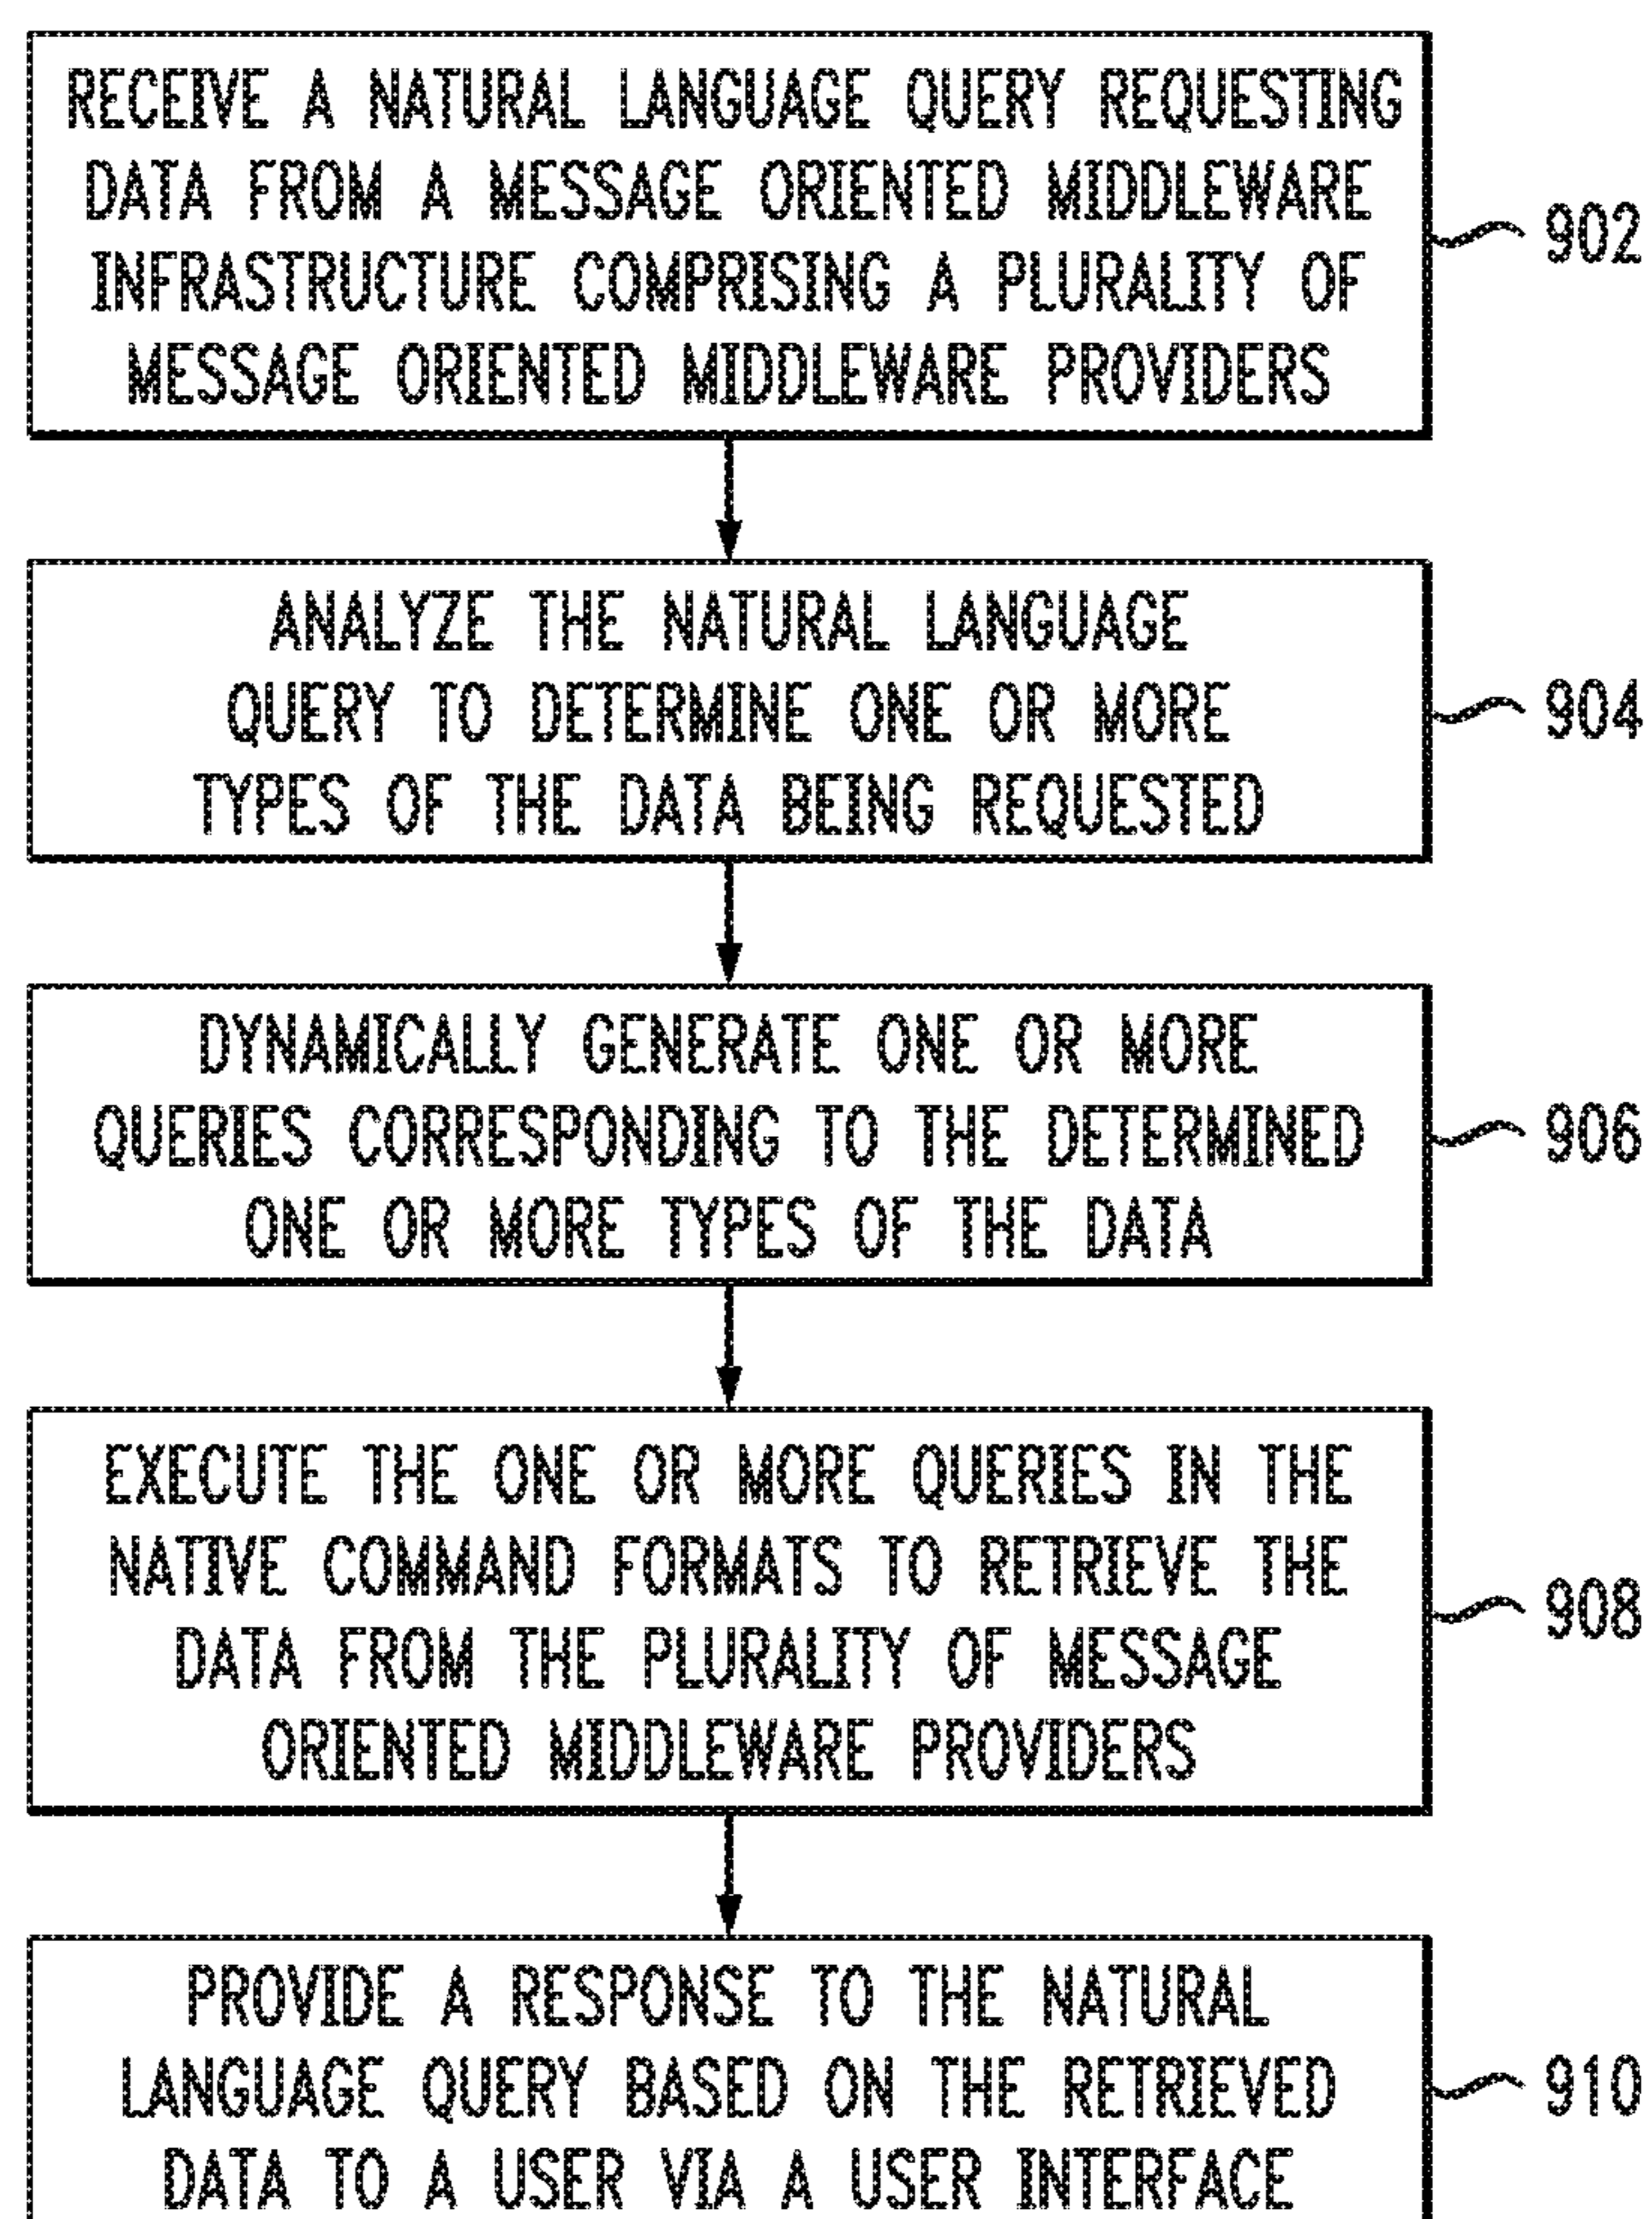 RECEIVE A NATURAL LANGUAGE QUERY REQUESTING
DATA FROM A MESSAGE ORIENTED MIDDLEWARE
INFRASTRUCTURE COMPRISING A PLURALITY OF
MESSAGE ORIENTED MIDDLEWARE PROVIDERS
902
ANALYZE THE NATURAL LANGUAGE
QUERY TO DETERMINE ONE OR MORE
TYPES OF THE DATA BEING REQUESTED
904
DYNAMICALLY GENERATE ONE OR MORE
QUERIES CORRESPONDING TO THE DETERMINED
ONE OR MORE TYPES OF THE DATA
906
EXECUTE THE ONE OR MORE QUERIES IN THE
NATIVE COMMAND FORMATS TO RETRIEVE THE
DATA FROM THE PLURALITY OF MESSAGE
ORIENTED MIDDLEWARE PROVIDERS
908
PROVIDE A RESPONSE TO THE NATURAL
LANGUAGE QUERY BASED ON THE RETRIEVED
DATA TO A USER VIA A USER INTERFACE
910